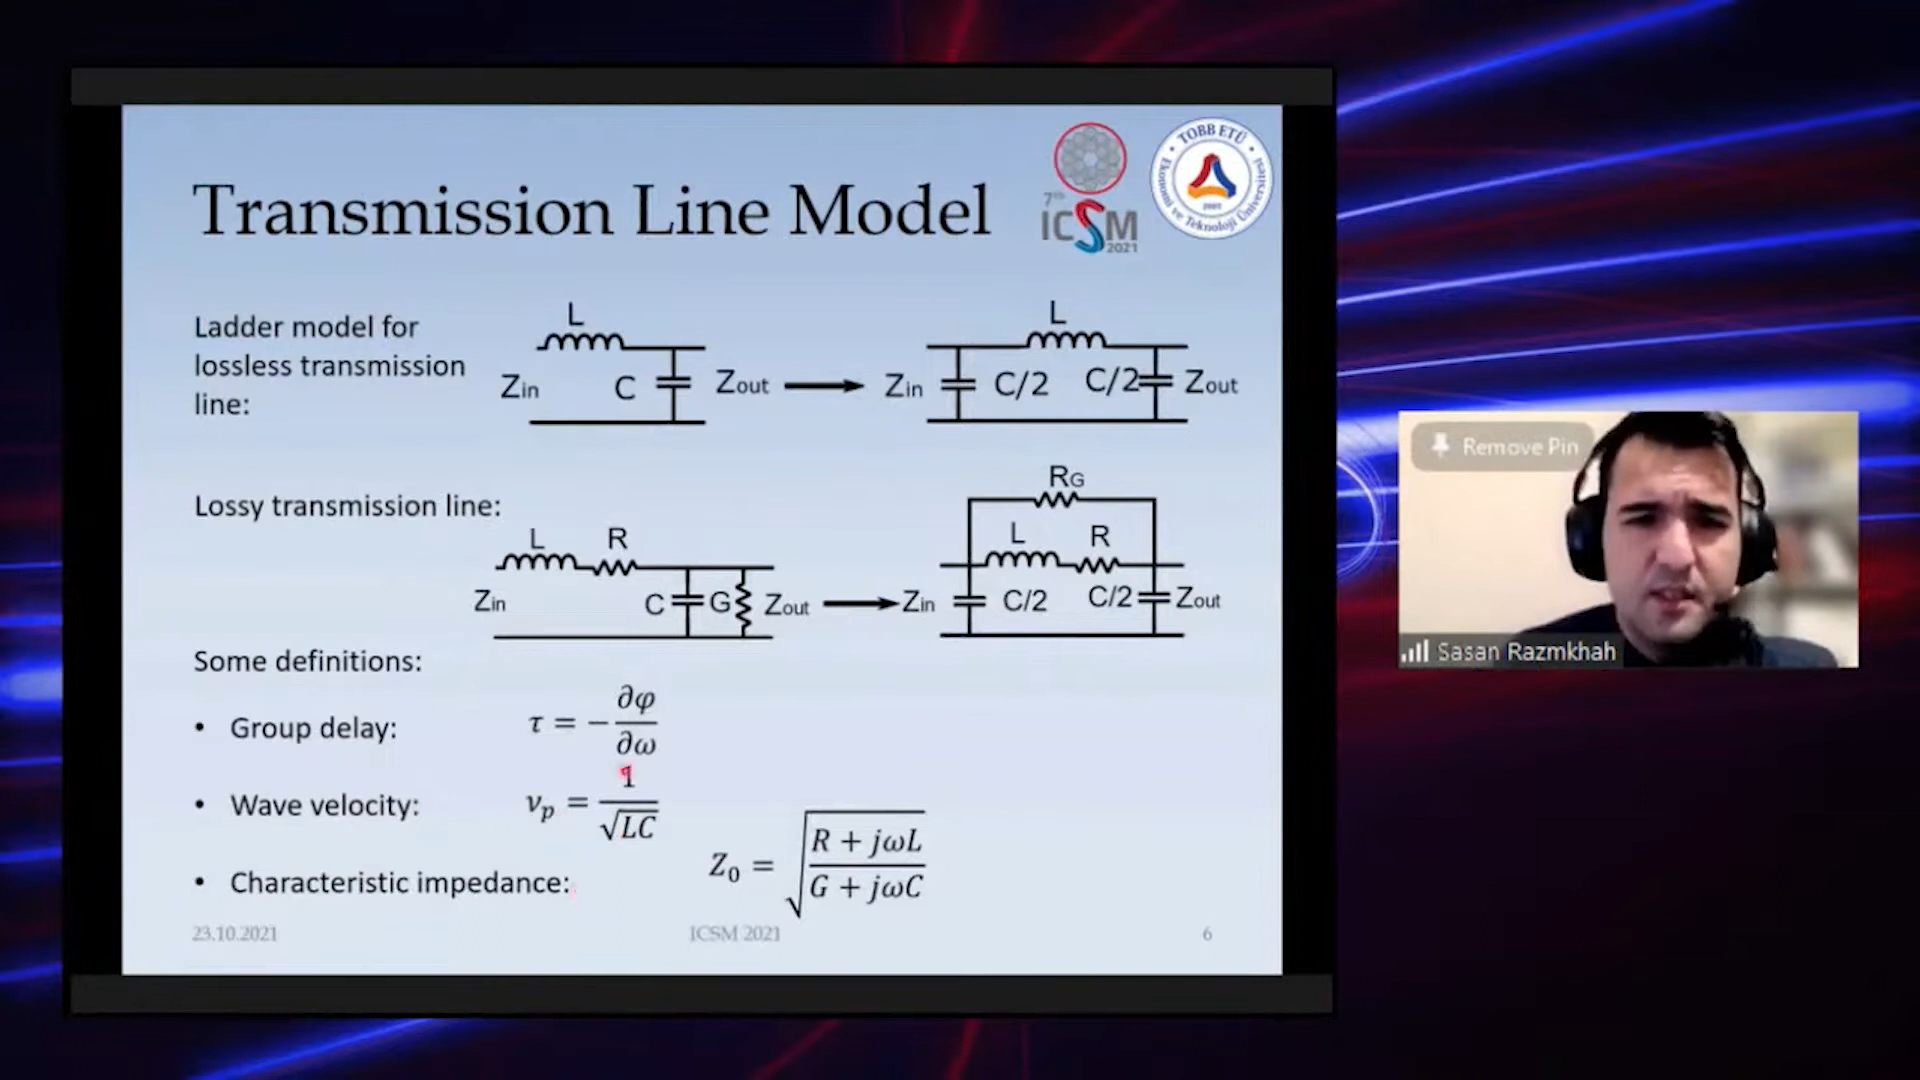 Transmission Line Model
7th
ICSM
2021
TOBB ETÜ
Ekonomi ve Teknoloji Üniversitesi
Ladder model for
lossless transmission
line:
L
Zin
C
Zout
L
Zin
C/2
C/2
Zout
Lossy transmission line:
L
R
Zin
C
G
Zout
RG
L
R
Zin
C/2
C/2
Zout
Some definitions:
• Group delay:
τ = −∂φ/∂ω
• Wave velocity:
νp = 1/√LC
• Characteristic impedance:
Z0 = √((R + jωL)/(G + jωC))
23.10.2021
ICSM 2021
6
Remove Pin
Sasan Razmkhah